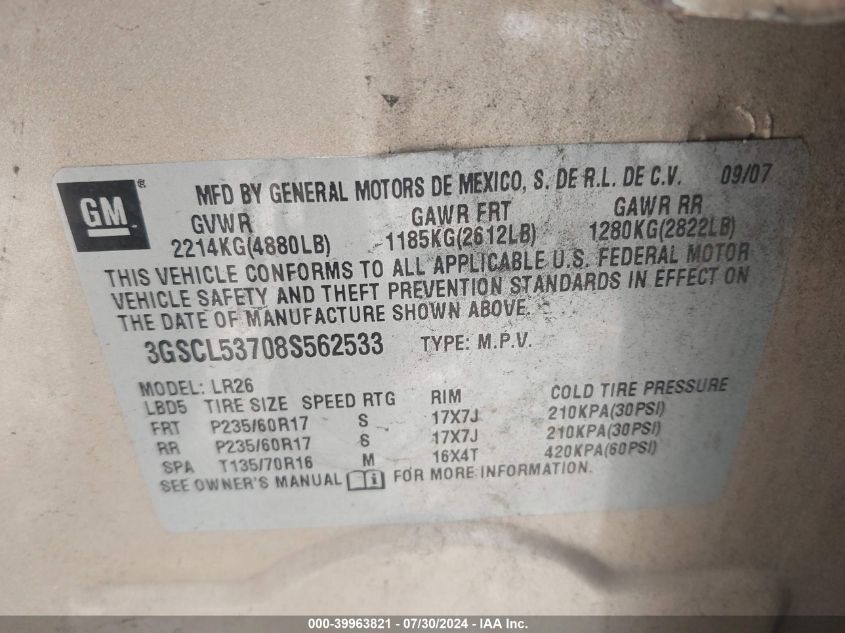 GM ®
MFD BY GENERAL MOTORS DE MEXICO, S. DE R.L. DE C.V. 09/07
GVWR GAWR FRT GAWR RR
2214KG(4880LB) 1185KG(2612LB) 1280KG(2822LB)
THIS VEHICLE CONFORMS TO ALL APPLICABLE U.S. FEDERAL MOTOR
VEHICLE SAFETY AND THEFT PREVENTION STANDARDS IN EFFECT ON
THE DATE OF MANUFACTURE SHOWN ABOVE.
3GSCL53708S562533 TYPE: M.P.V.
MODEL: LR26
LBD5 TIRE SIZE SPEED RTG RIM COLD TIRE PRESSURE
FRT P235/60R17 S 17X7J 210KPA(30PSI)
RR P235/60R17 S 17X7J 210KPA(30PSI)
SPA T135/70R16 M 16X4T 420KPA(60PSI)
SEE OWNER'S MANUAL i FOR MORE INFORMATION.
000-39963821 - 07/30/2024 - IAA Inc.